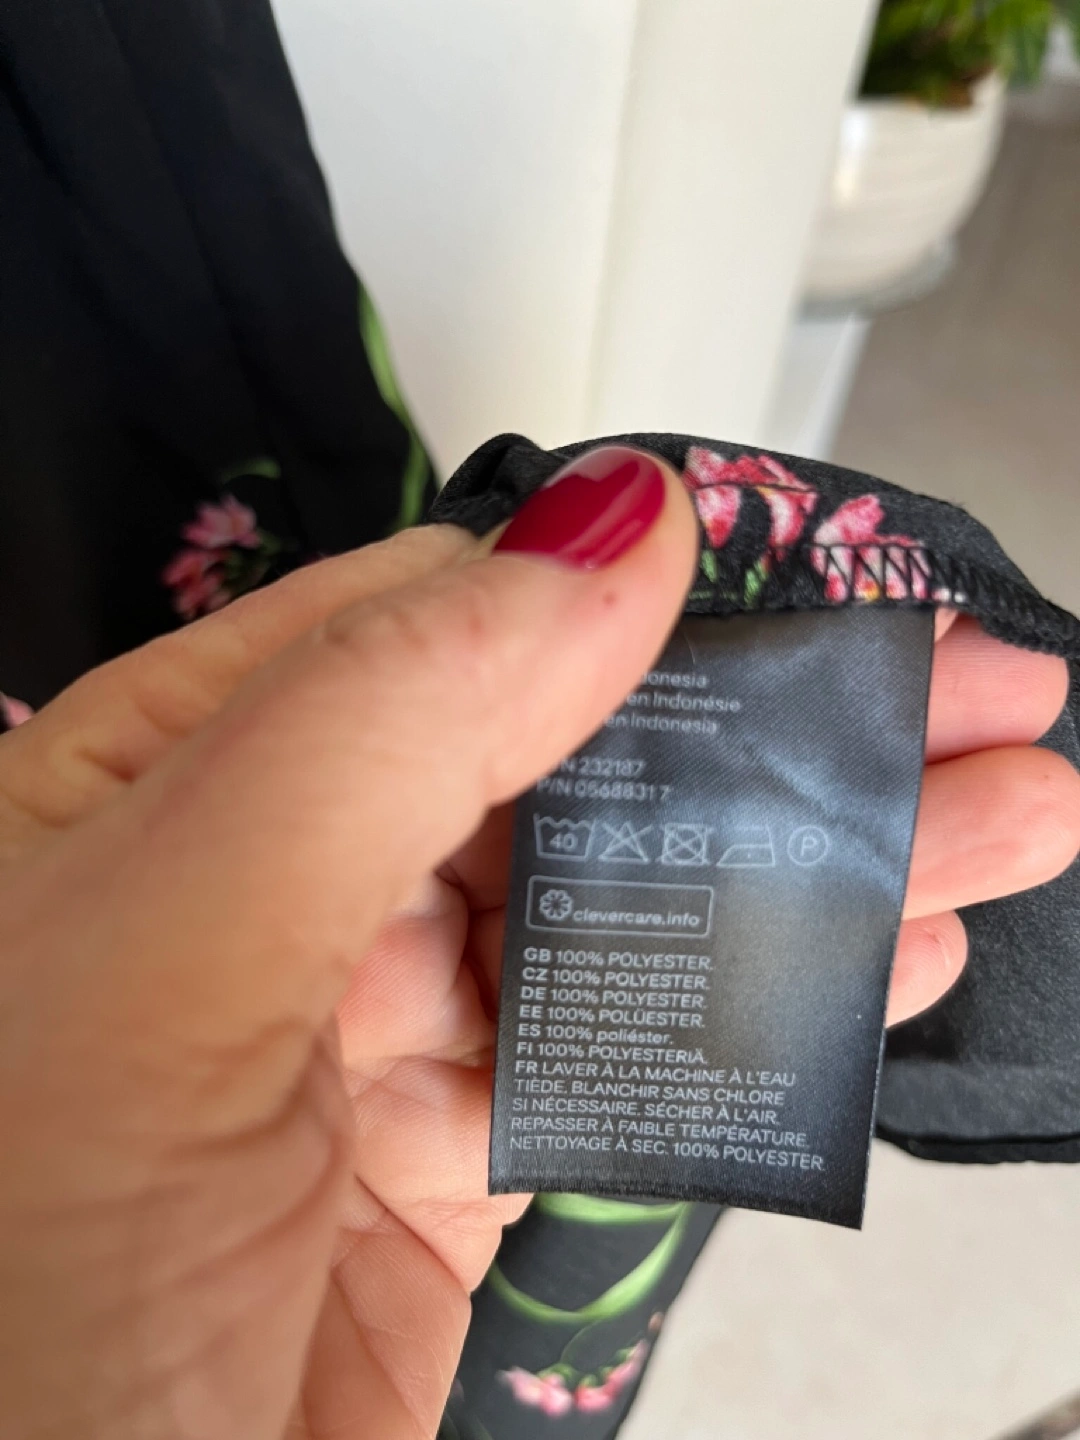 en Indonésie
en Indonesia
232187
P/N
40
P
clevercare.info
GB 100% POLYESTER.
CZ 100% POLYESTER.
DE 100% POLYESTER.
EE 100% POLÜESTER.
ES 100% poliéster.
FI 100% POLYESTERIÄ.
FR LAVER À LA MACHINE À L'EAU
TIÈDE. BLANCHIR SANS CHLORE
SI NÉCESSAIRE. SÉCHER À L'AIR.
REPASSER À FAIBLE TEMPÉRATURE.
NETTOYAGE À SEC. 100% POLYESTER.